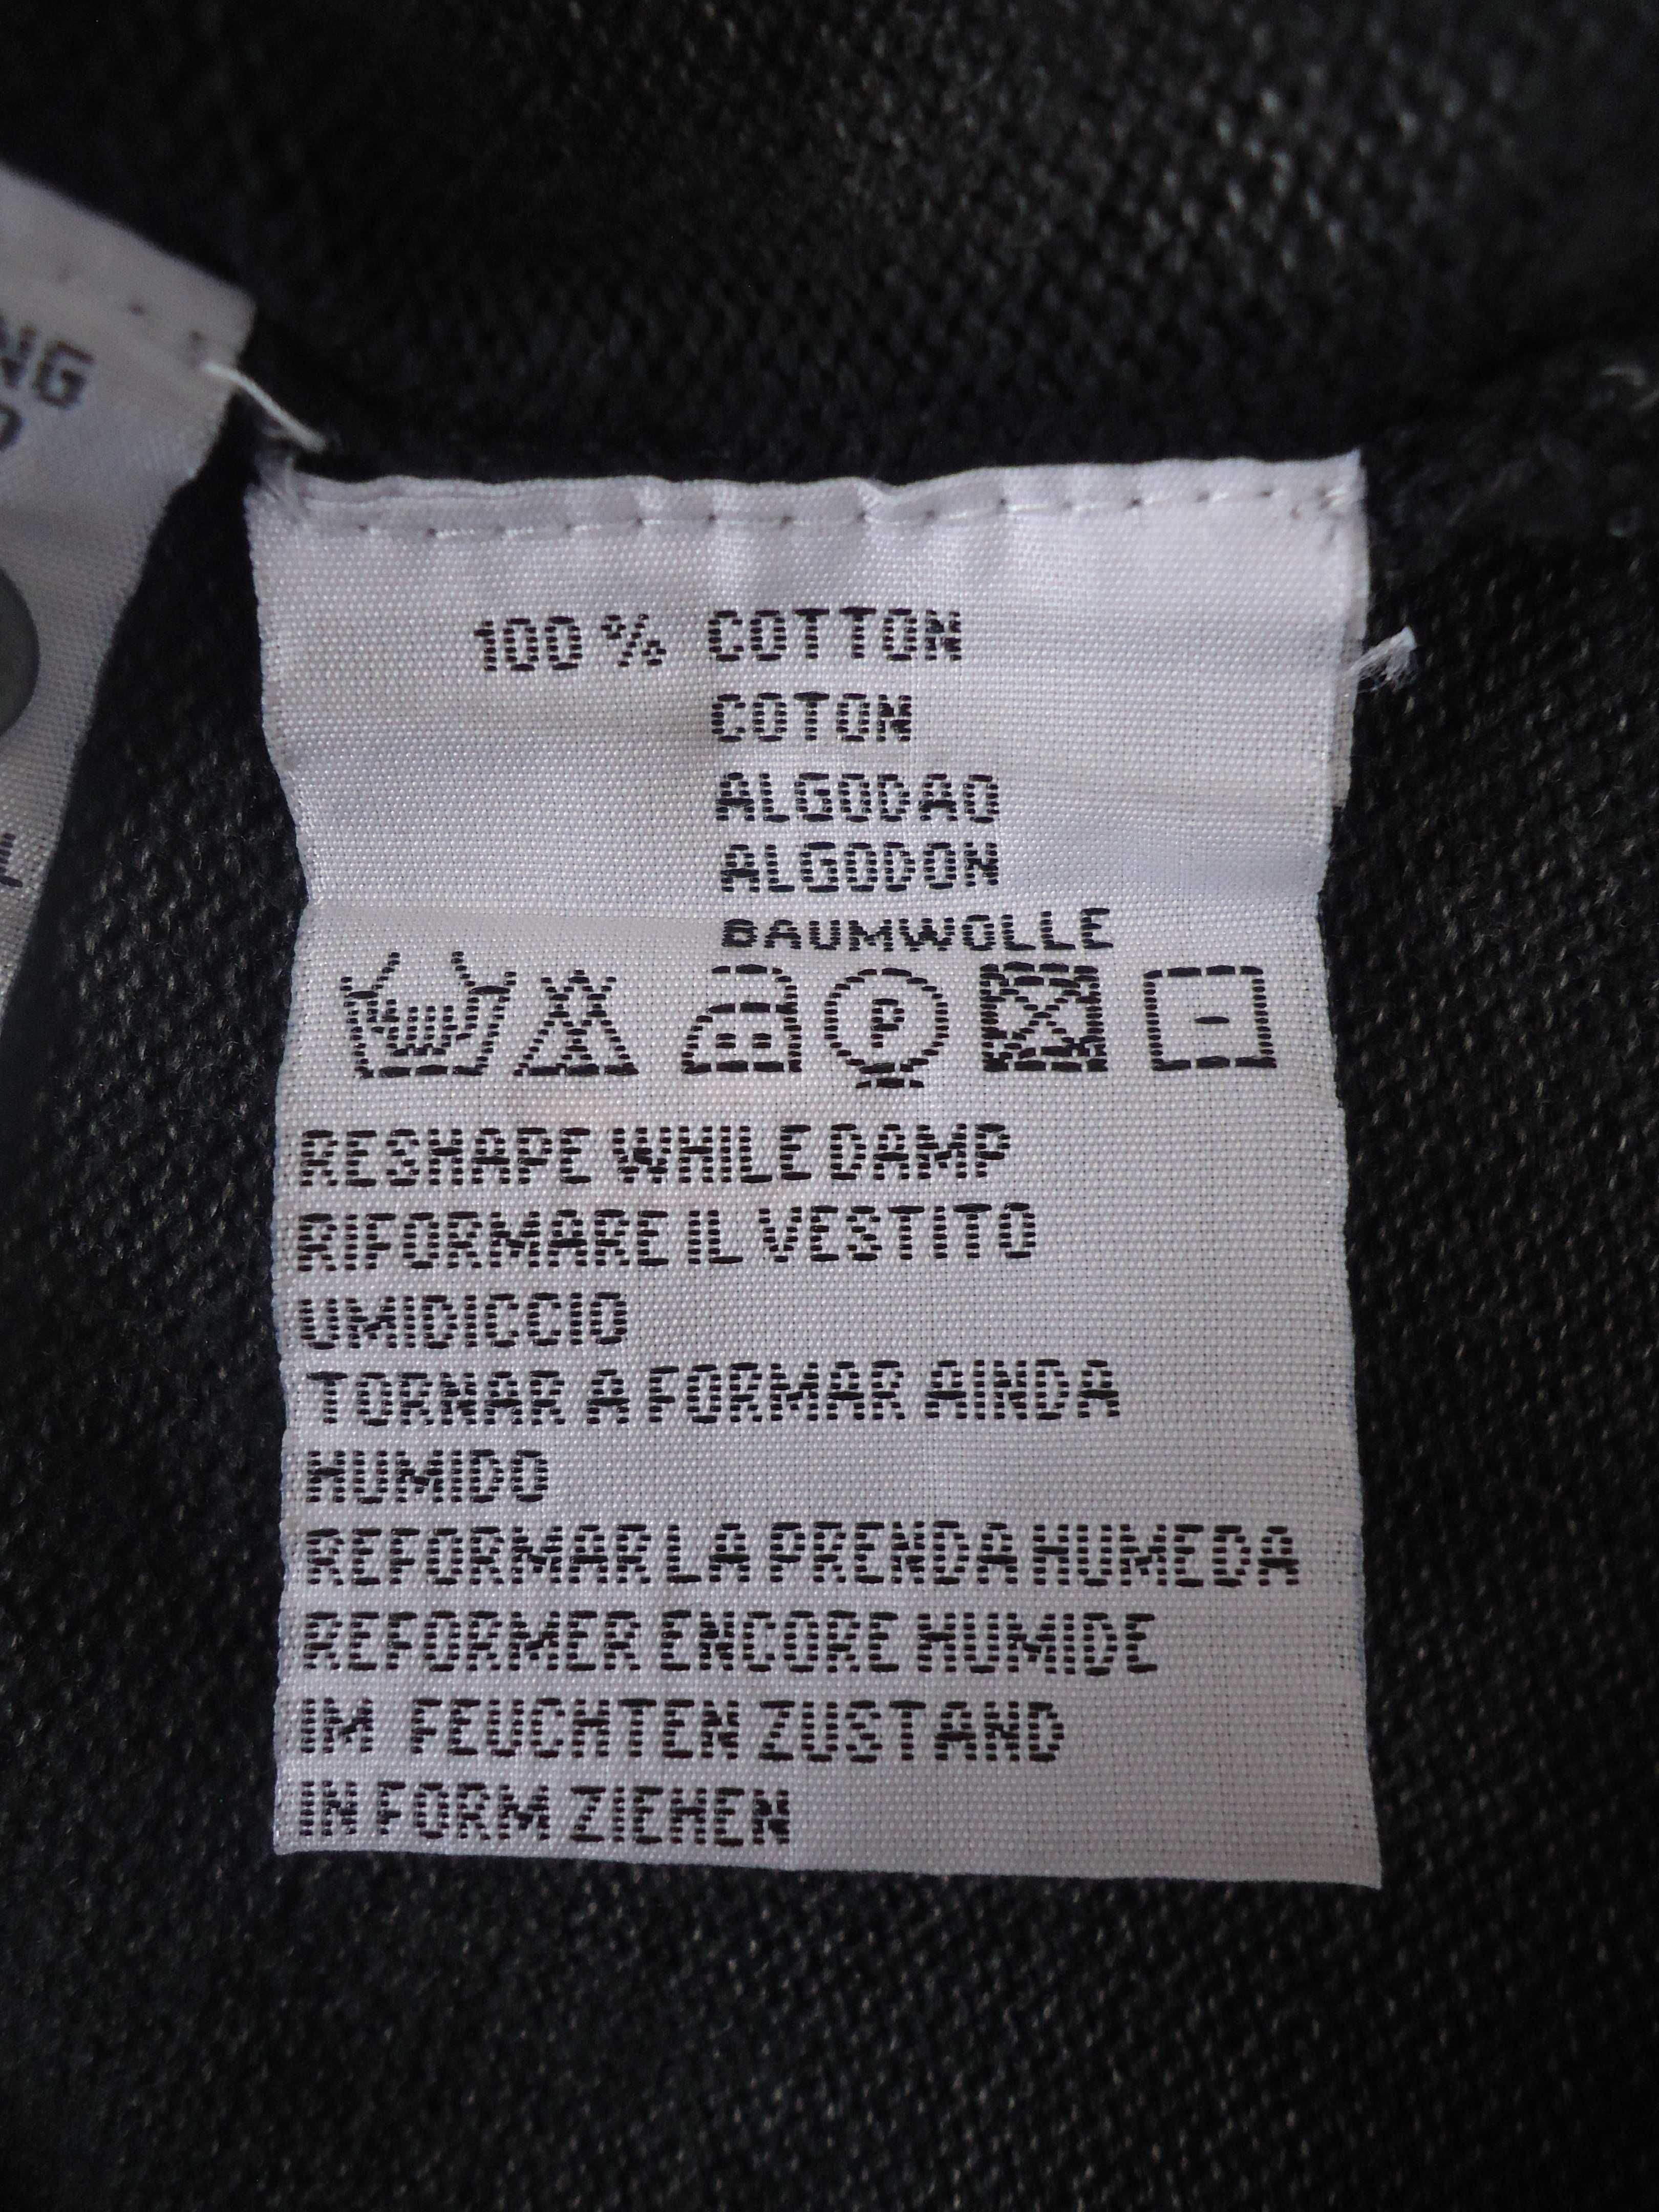 NG
100 % COTTON
COTON
ALGODAO
ALGODON
BAUMWOLLE
P
RESHAPE WHILE DAMP
RIFORMARE IL VESTITO
UMIDICCIO
TORNAR A FORMAR AINDA
HUMIDO
REFORMAR LA PRENDA HUMEDA
REFORMER ENCORE HUMIDE
IM FEUCHTEN ZUSTAND
IN FORM ZIEHEN